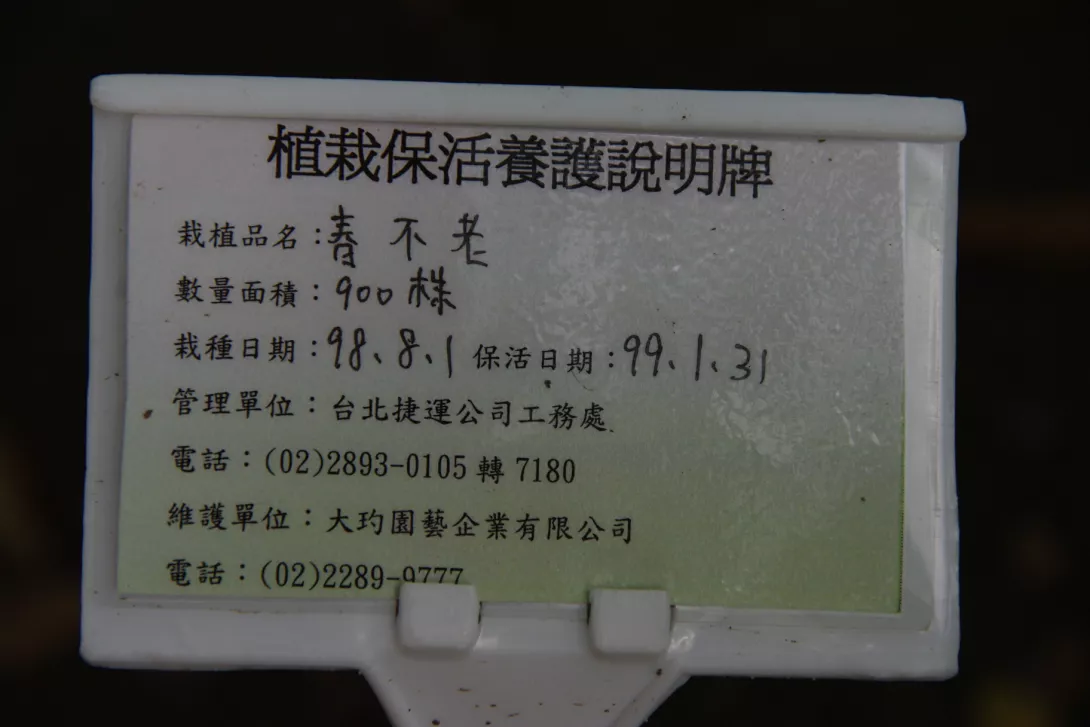 植栽保活養護說明牌
栽植品名：春不老
數量面積：900株
栽種日期：98、8、1 保活日期：99、1、31
管理單位：台北捷運公司工務處
電話：(02)2893-0105 轉 7180
維護單位：大玓園藝企業有限公司
電話：(02)2289-9777